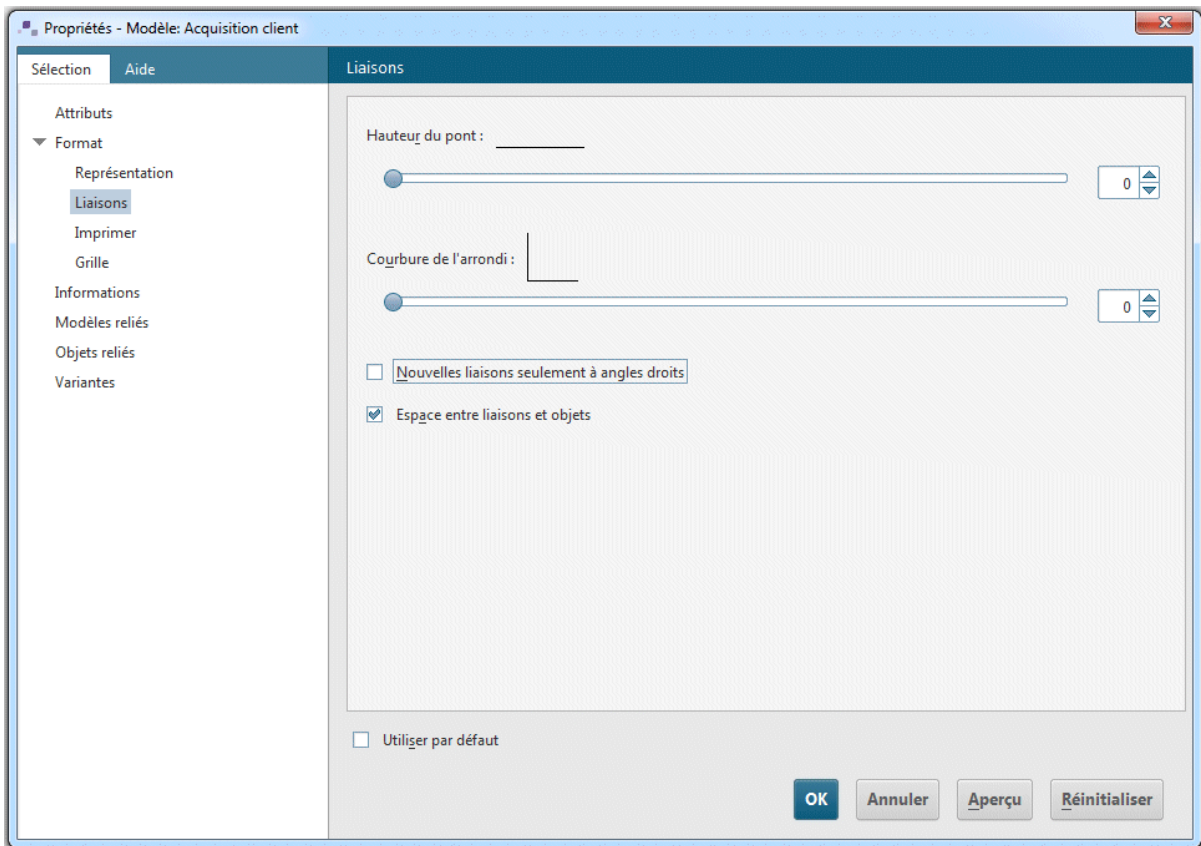 Propriétés - Modèle: Acquisition client
Sélection
Aide
Liaisons
Attributs
Format
Représentation
Liaisons
Imprimer
Grille
Informations
Modèles reliés
Objets reliés
Variantes
Hauteur du pont :
0
Courbure de l'arrondi :
0
Nouvelles liaisons seulement à angles droits
Espace entre liaisons et objets
Utiliser par défaut
OK
Annuler
Aperçu
Réinitialiser